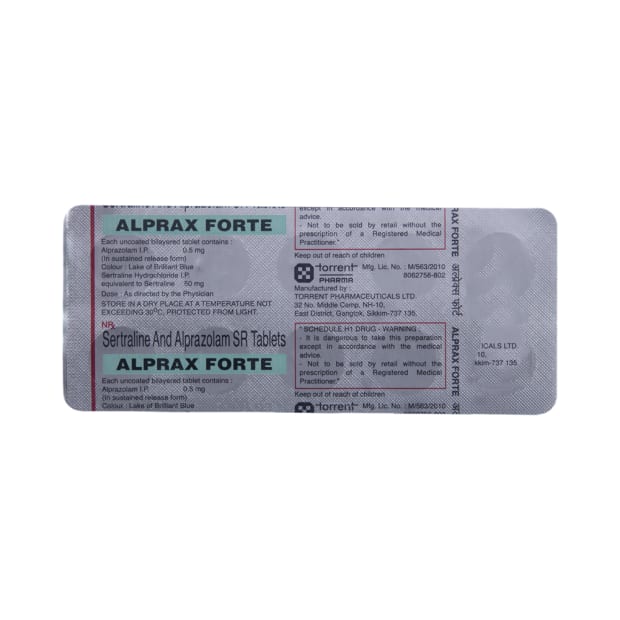 ALPRAX FORTE
Each uncoated bilayered tablet contains :
Alprazolam I.P. 0.5 mg
(In sustained release form)
Colour : Lake of Brilliant Blue
Sertraline Hydrochloride I.P.
equivalent to Sertraline 50 mg
Dose : As directed by the Physician
STORE IN A DRY PLACE AT A TEMPERATURE NOT
EXCEEDING 30°C, PROTECTED FROM LIGHT.
NRx
Sertraline And Alprazolam SR Tablets
ALPRAX FORTE
Each uncoated bilayered tablet contains :
Alprazolam I.P. 0.5 mg
(In sustained release form)
Colour : Lake of Brilliant Blue
except in accordance with the medical
advice.
- Not to be sold by retail without the
prescription of a Registered Medical
Practitioner."
Keep out of reach of children
torrent
PHARMA
Mfg. Lic. No. : M/563/2010
8062756-802
Manufactured by :
TORRENT PHARMACEUTICALS LTD.
32 No. Middle Camp, NH-10,
East District, Gangtok, Sikkim-737 135.
"SCHEDULE H1 DRUG - WARNING
- It is dangerous to take this preparation
except in accordance with the medical
advice.
- Not to be sold by retail without the
prescription of a Registered Medical
Practitioner."
Keep out of reach of children
torrent
Mfg. Lic. No. : M/563/2010
RAX FORTE
अल्प्रेक्स फोर्ट
ALPRAX FORTE
ICALS LTD.
10,
kkim-737 135.